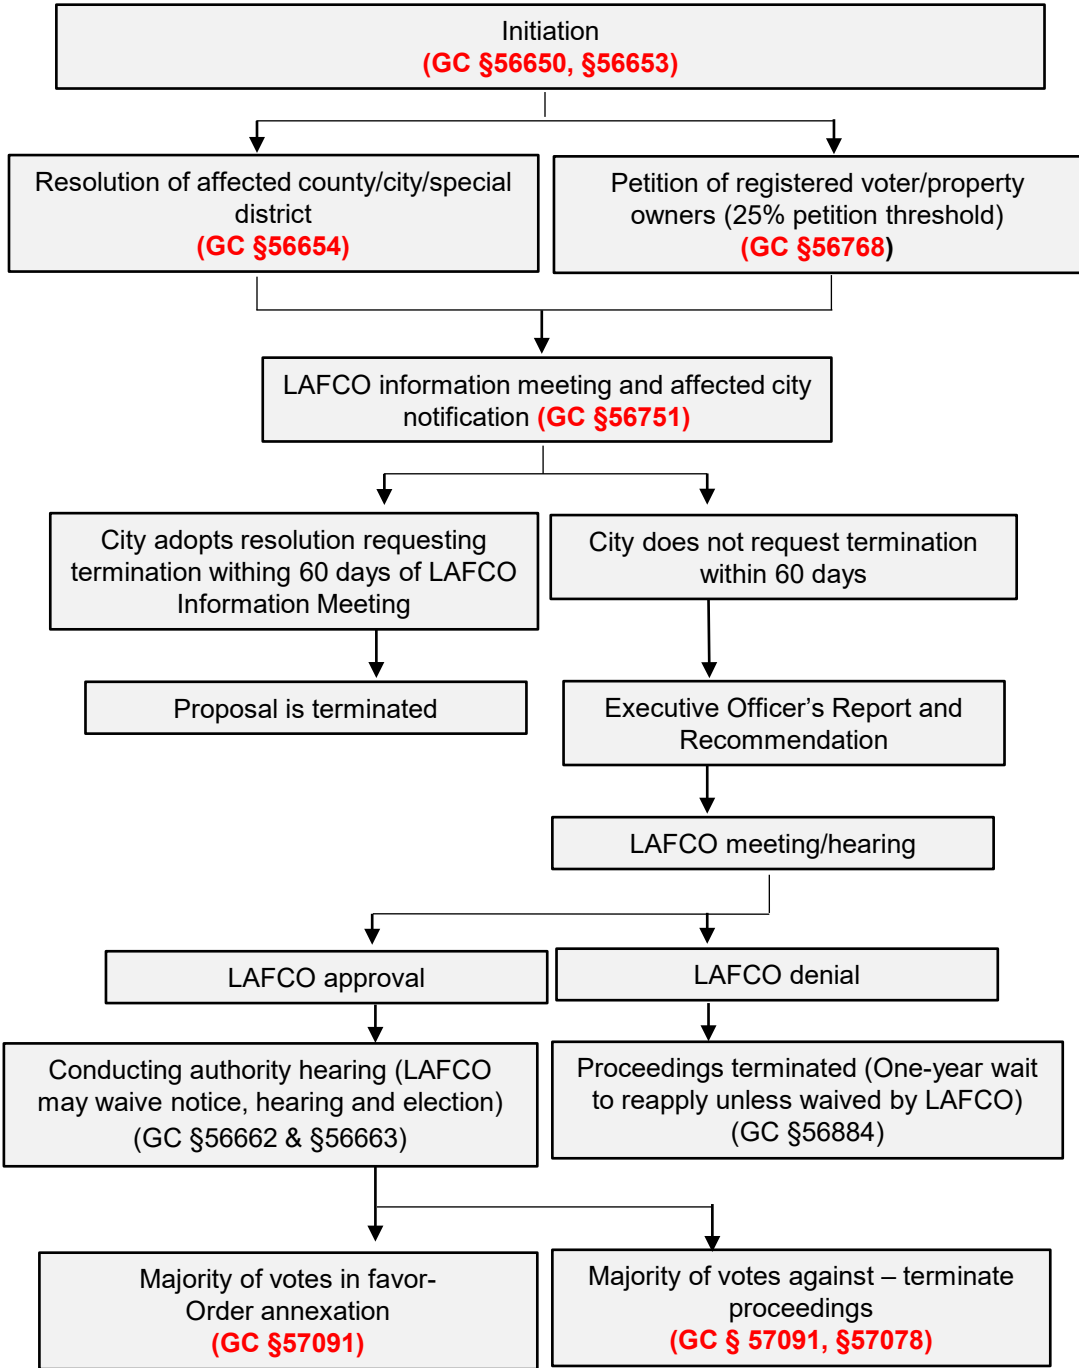 Initiation
(GC §56650, §56653)
Resolution of affected county/city/special
district
(GC §56654)
Petition of registered voter/property
owners (25% petition threshold)
(GC §56768)
LAFCO information meeting and affected city
notification (GC §56751)
City adopts resolution requesting
termination withing 60 days of LAFCO
Information Meeting
City does not request termination
within 60 days
Proposal is terminated
Executive Officer’s Report and
Recommendation
LAFCO meeting/hearing
LAFCO approval
LAFCO denial
Conducting authority hearing (LAFCO
may waive notice, hearing and election)
(GC §56662 & §56663)
Proceedings terminated (One-year wait
to reapply unless waived by LAFCO)
(GC §56884)
Majority of votes in favor-
Order annexation
(GC §57091)
Majority of votes against – terminate
proceedings
(GC § 57091, §57078)